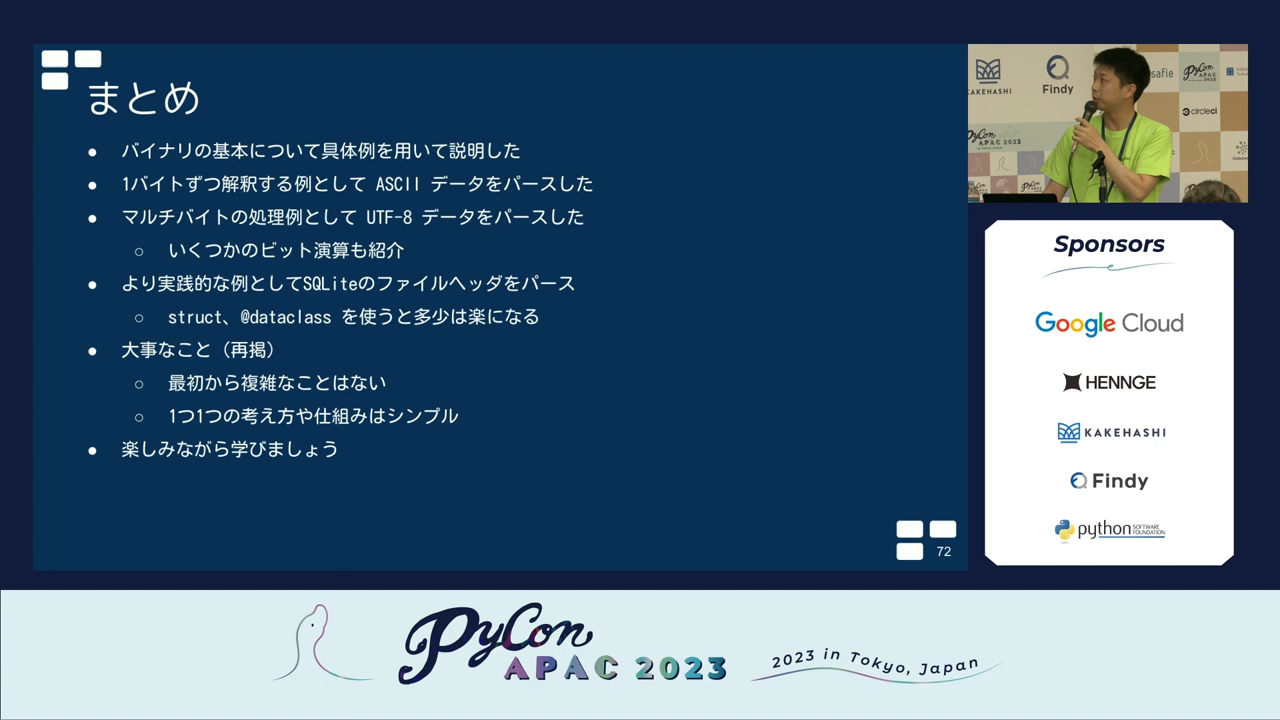 まとめ
● バイナリの基本について具体例を用いて説明した
● 1バイトずつ解釈する例として ASCII データをパースした
● マルチバイトの処理例として UTF-8 データをパースした
○ いくつかのビット演算も紹介
● より実践的な例としてSQLiteのファイルヘッダをパース
○ struct、@dataclass を使うと多少は楽になる
● 大事なこと（再掲）
○ 最初から複雑なことはない
○ 1つ1つの考え方や仕組みはシンプル
● 楽しみながら学びましょう
72
KAKEHASHI
Findy
safie
PyCon
APAC
2023
circleci
PyCon
APAC 2023
Sponsors
Google Cloud
HENNGE
KAKEHASHI
Findy
python SOFTWARE FOUNDATION
PyCon
APAC 2023
2023 in Tokyo, Japan